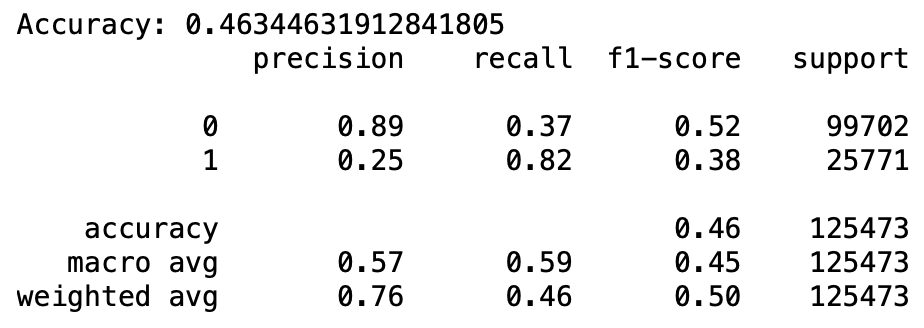 Accuracy: 0.46344631912841805
precision recall f1-score support
0 0.89 0.37 0.52 99702
1 0.25 0.82 0.38 25771
accuracy 0.46 125473
macro avg 0.57 0.59 0.45 125473
weighted avg 0.76 0.46 0.50 125473